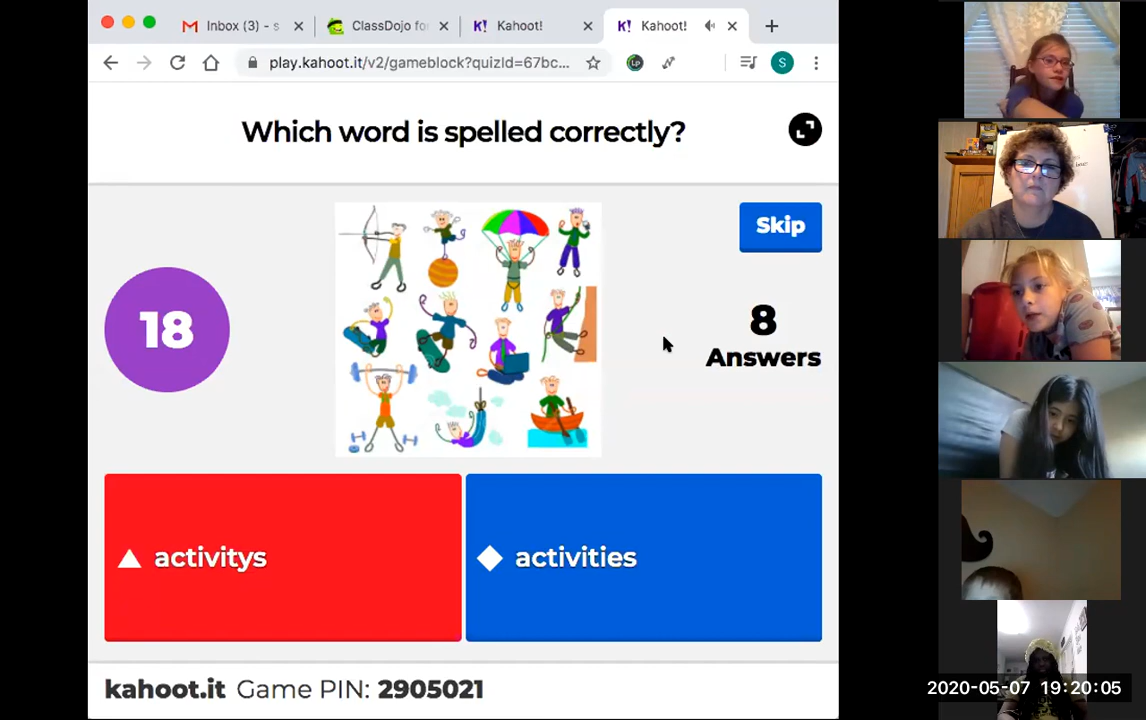 Inbox (3) - s
ClassDojo for
Kahoot!
Kahoot!
play.kahoot.it/v2/gameblock?quizId=67bc...
S
Which word is spelled correctly?
Skip
18
8
Answers
activitys
activities
kahoot.it Game PIN: 2905021
2020-05-07 19:20:05